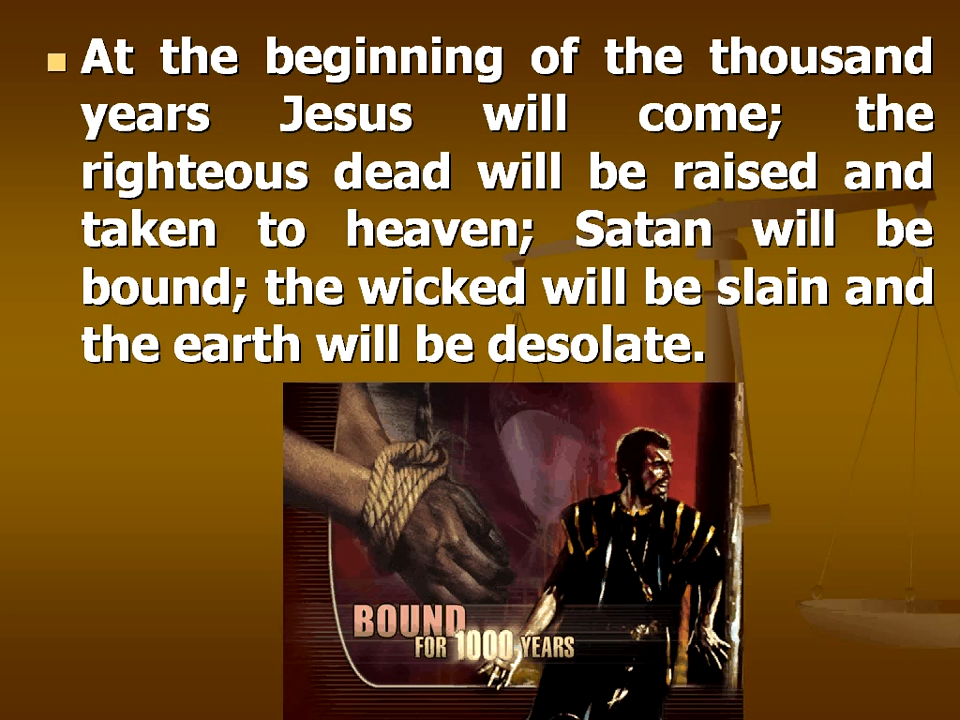 At the beginning of the thousand
years Jesus will come; the
righteous dead will be raised and
taken to heaven; Satan will be
bound; the wicked will be slain and
the earth will be desolate.
BOUND
FOR 1000 YEARS